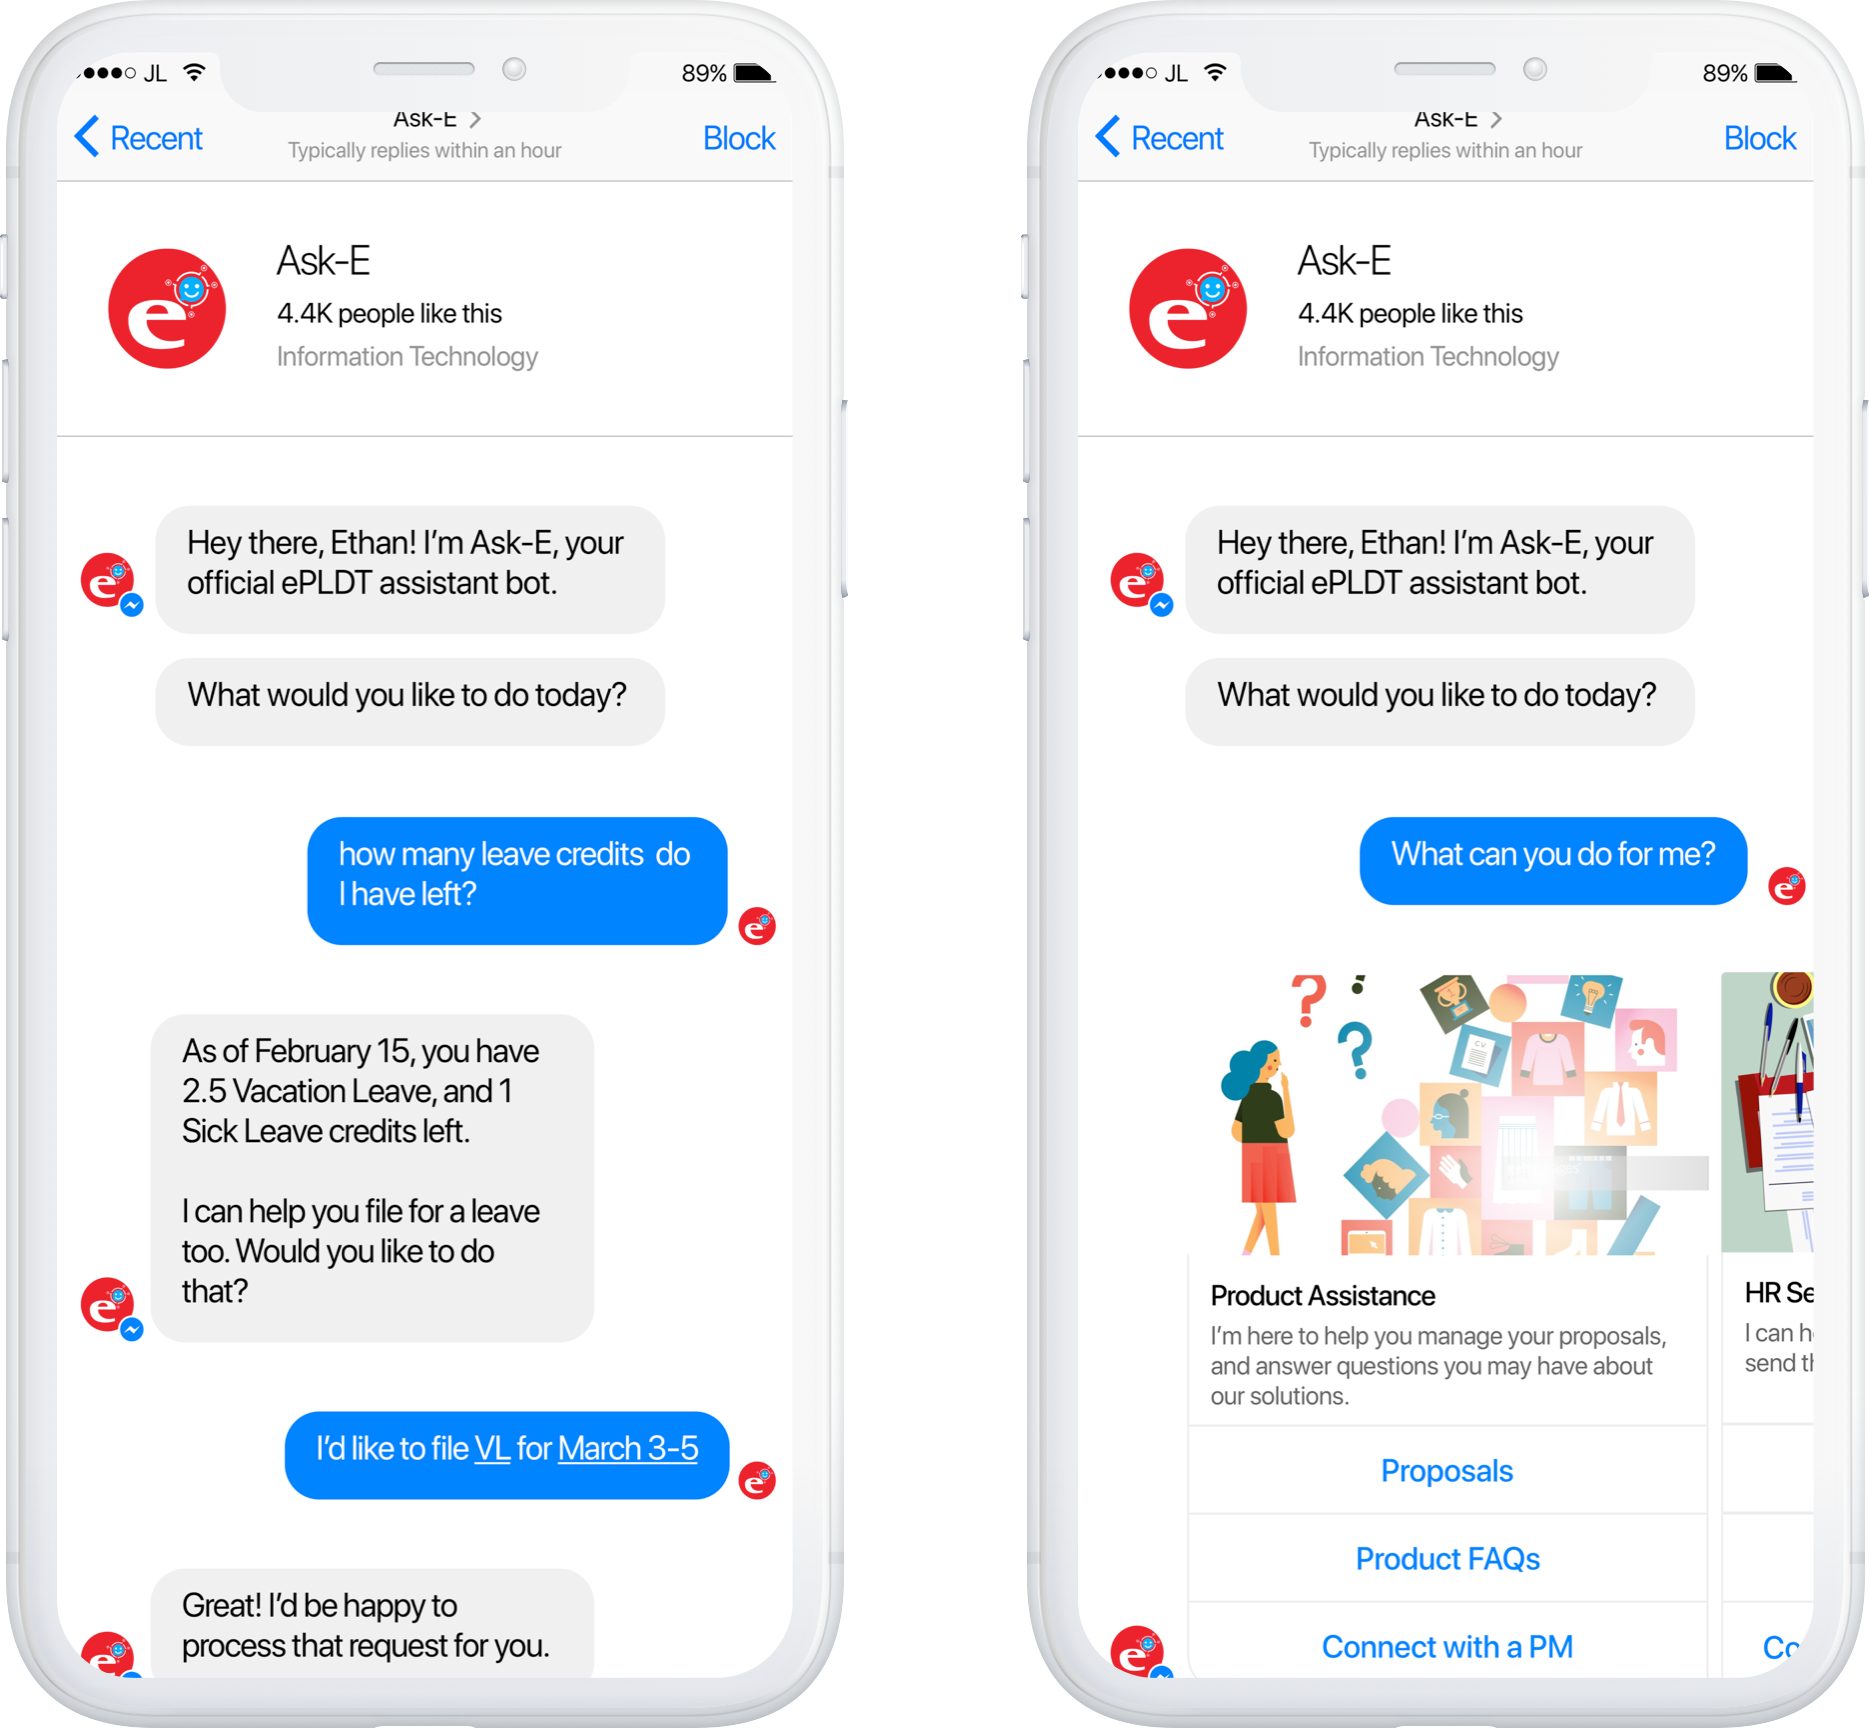 JL
89%
Recent
Ask-E
Typically replies within an hour
Block
Ask-E
4.4K people like this
Information Technology
Hey there, Ethan! I'm Ask-E, your
official ePLDT assistant bot.
What would you like to do today?
how many leave credits do
I have left?
As of February 15, you have
2.5 Vacation Leave, and 1
Sick Leave credits left.
I can help you file for a leave
too. Would you like to do
that?
I'd like to file VL for March 3-5
Great! I'd be happy to
process that request for you.
JL
89%
Recent
Ask-E
Typically replies within an hour
Block
Ask-E
4.4K people like this
Information Technology
Hey there, Ethan! I'm Ask-E, your
official ePLDT assistant bot.
What would you like to do today?
What can you do for me?
CV
Product Assistance
I'm here to help you manage your proposals,
and answer questions you may have about
our solutions.
Proposals
Product FAQs
Connect with a PM
HR Se
I can h
send th
Co